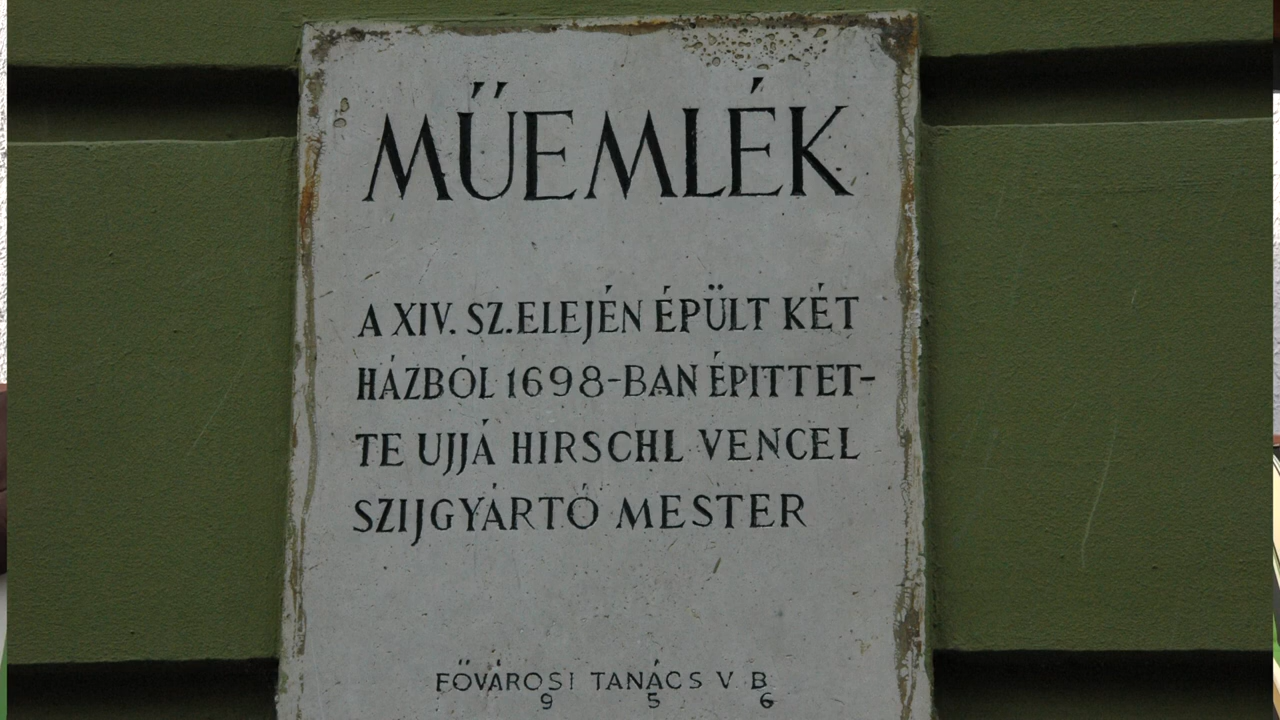 MŰEMLÉK
A XIV. SZ. ELEJÉN ÉPÜLT KÉT
HÁZBÓL 1698-BAN ÉPITTET-
TE UJJÁ HIRSCHL VENCEL
SZIJGYÁRTÓ MESTER
FŐVÁROSI TANÁCS V B
9 5 6